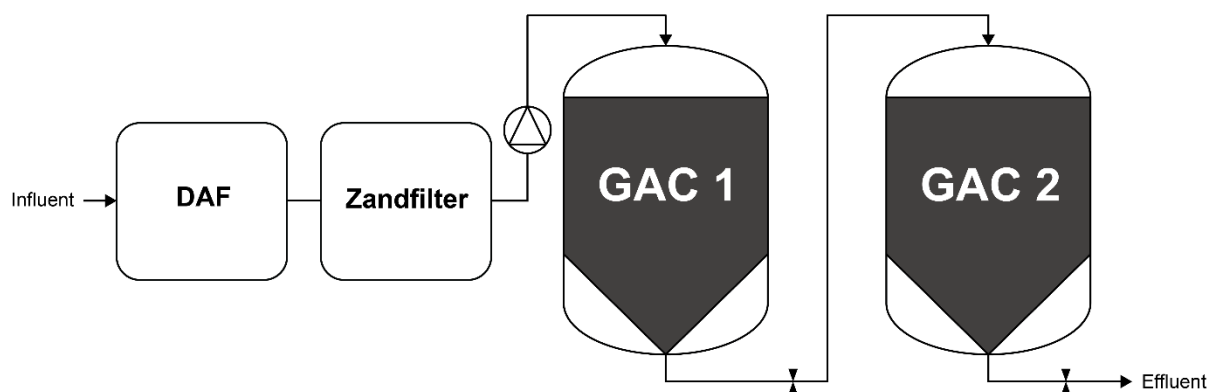 Influent
DAF
Zandfilter
GAC 1
GAC 2
Effluent